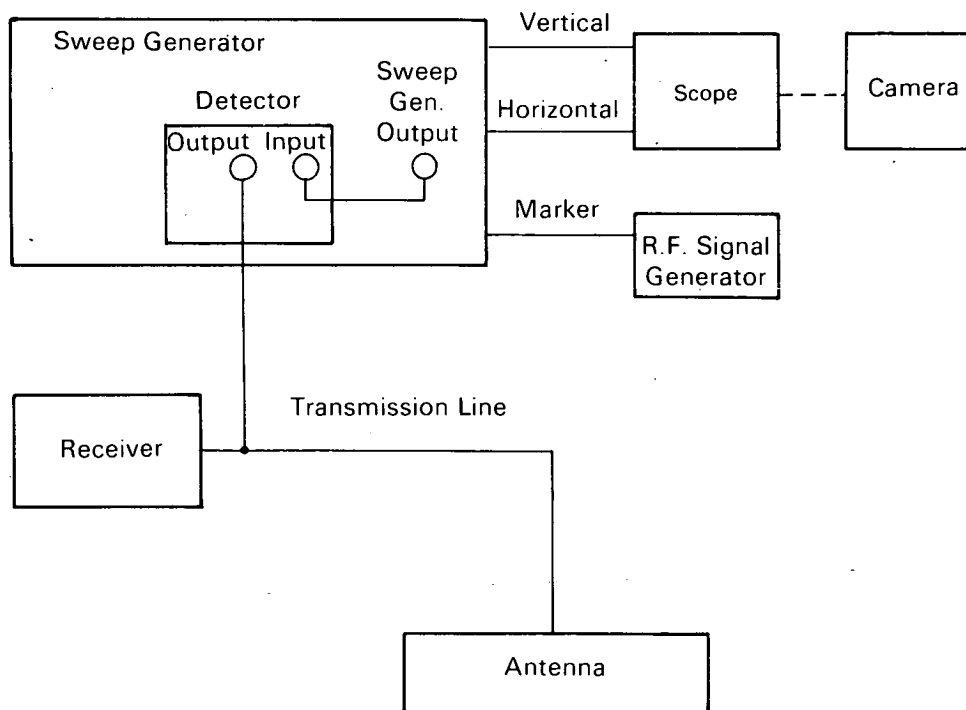 Sweep Generator
Detector
Output Input
Sweep
Gen.
Output
Vertical
Horizontal
Marker
Scope
Camera
R.F. Signal
Generator
Receiver
Transmission Line
Antenna